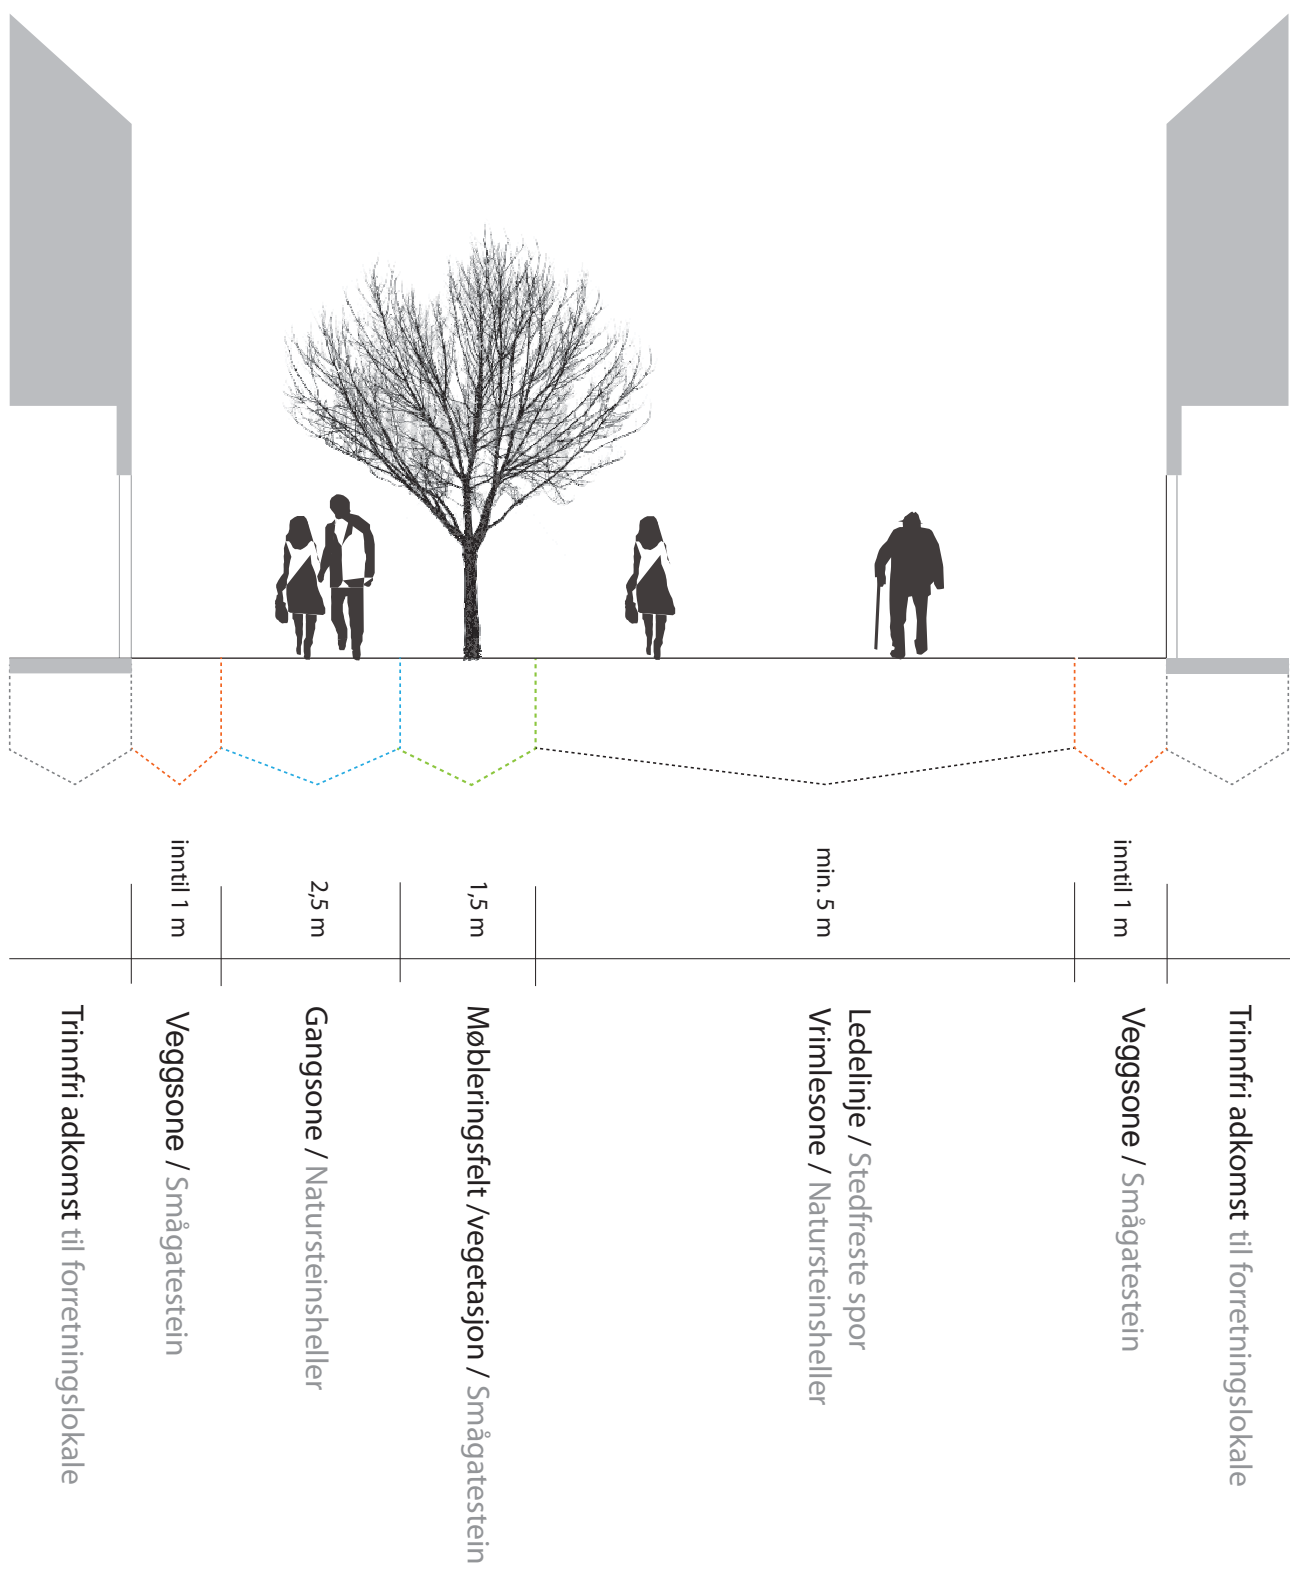 inntil 1 m
2,5 m
1,5 m
min. 5 m
inntil 1 m
Trinnfri adkomst til forretningslokale
Veggsone / Smågatestein
Gangsone / Natursteinsheller
Møbleringsfelt /vegetasjon / Smågatestein
Ledelinje / Stedfreste spor
Vrimlesone / Natursteinsheller
Veggsone / Smågatestein
Trinnfri adkomst til forretningslokale